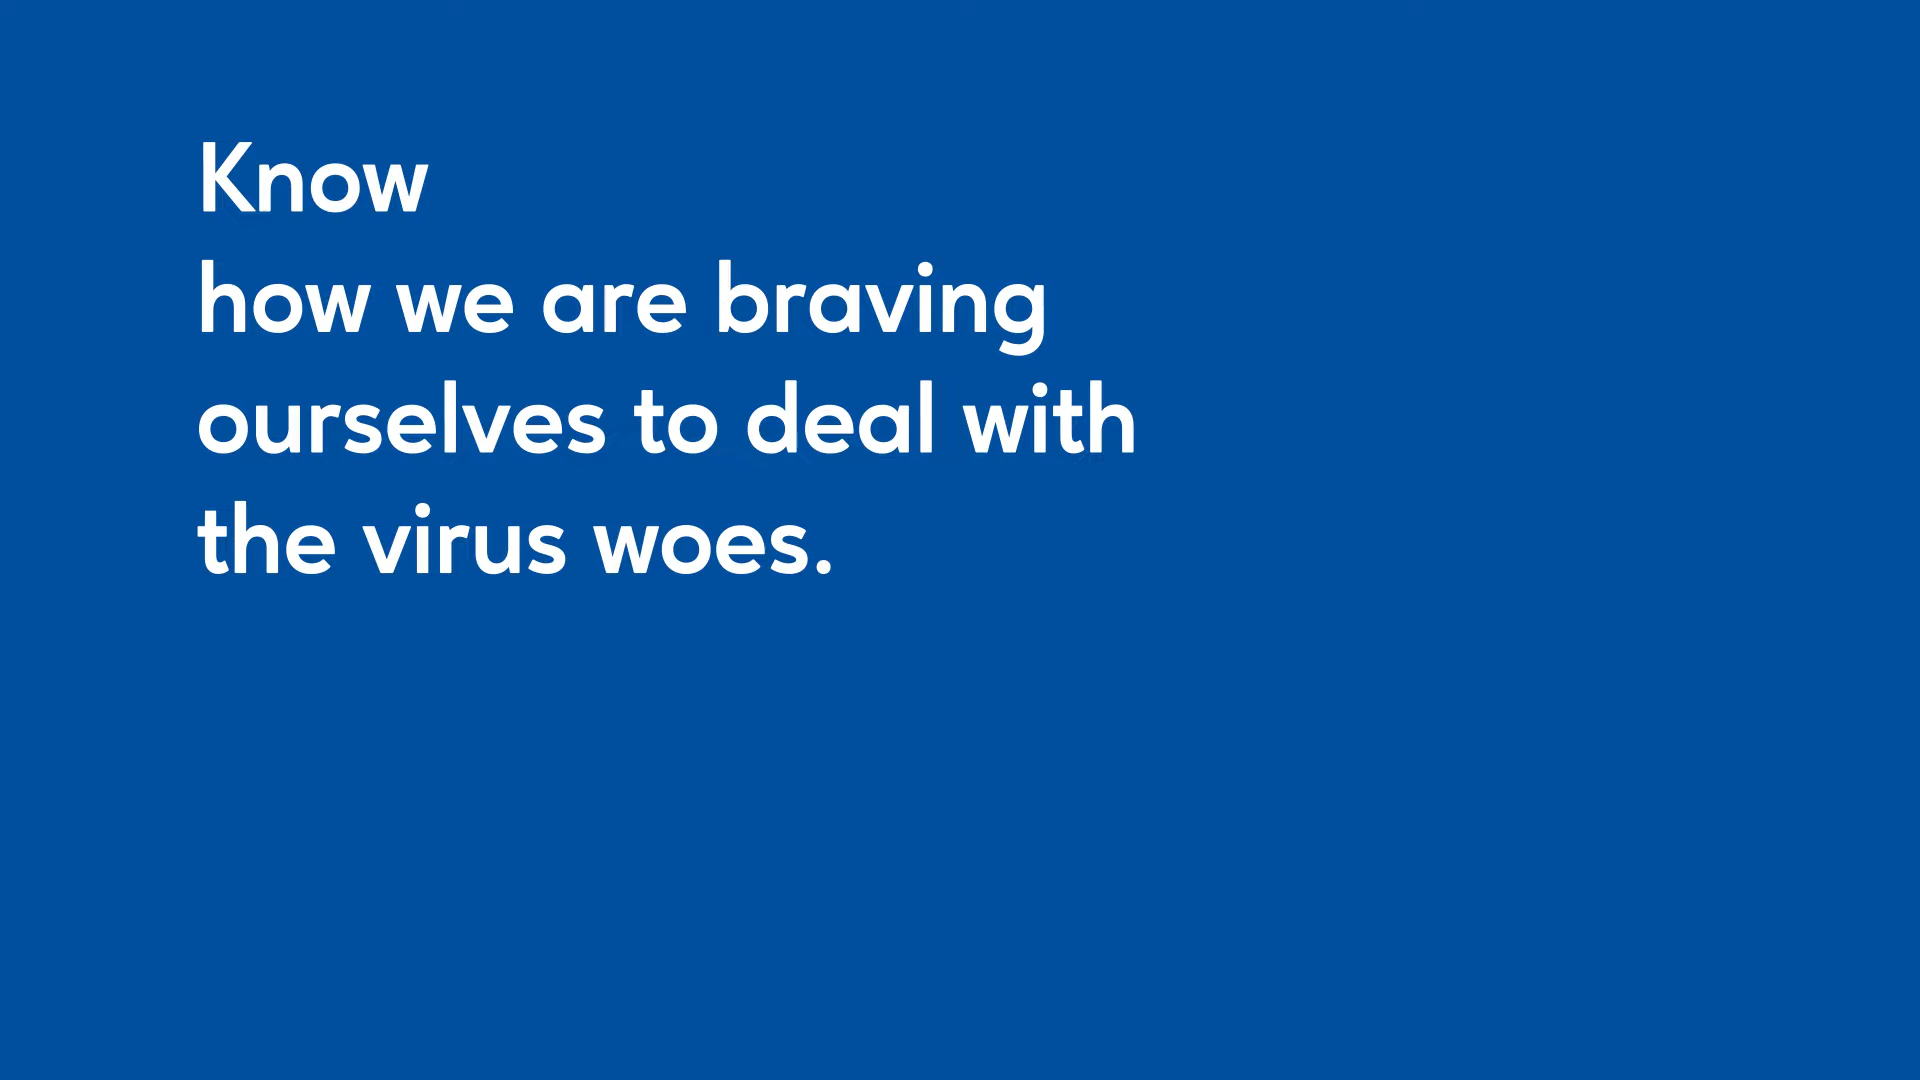 Know
how we are braving
ourselves to deal with
the virus woes.